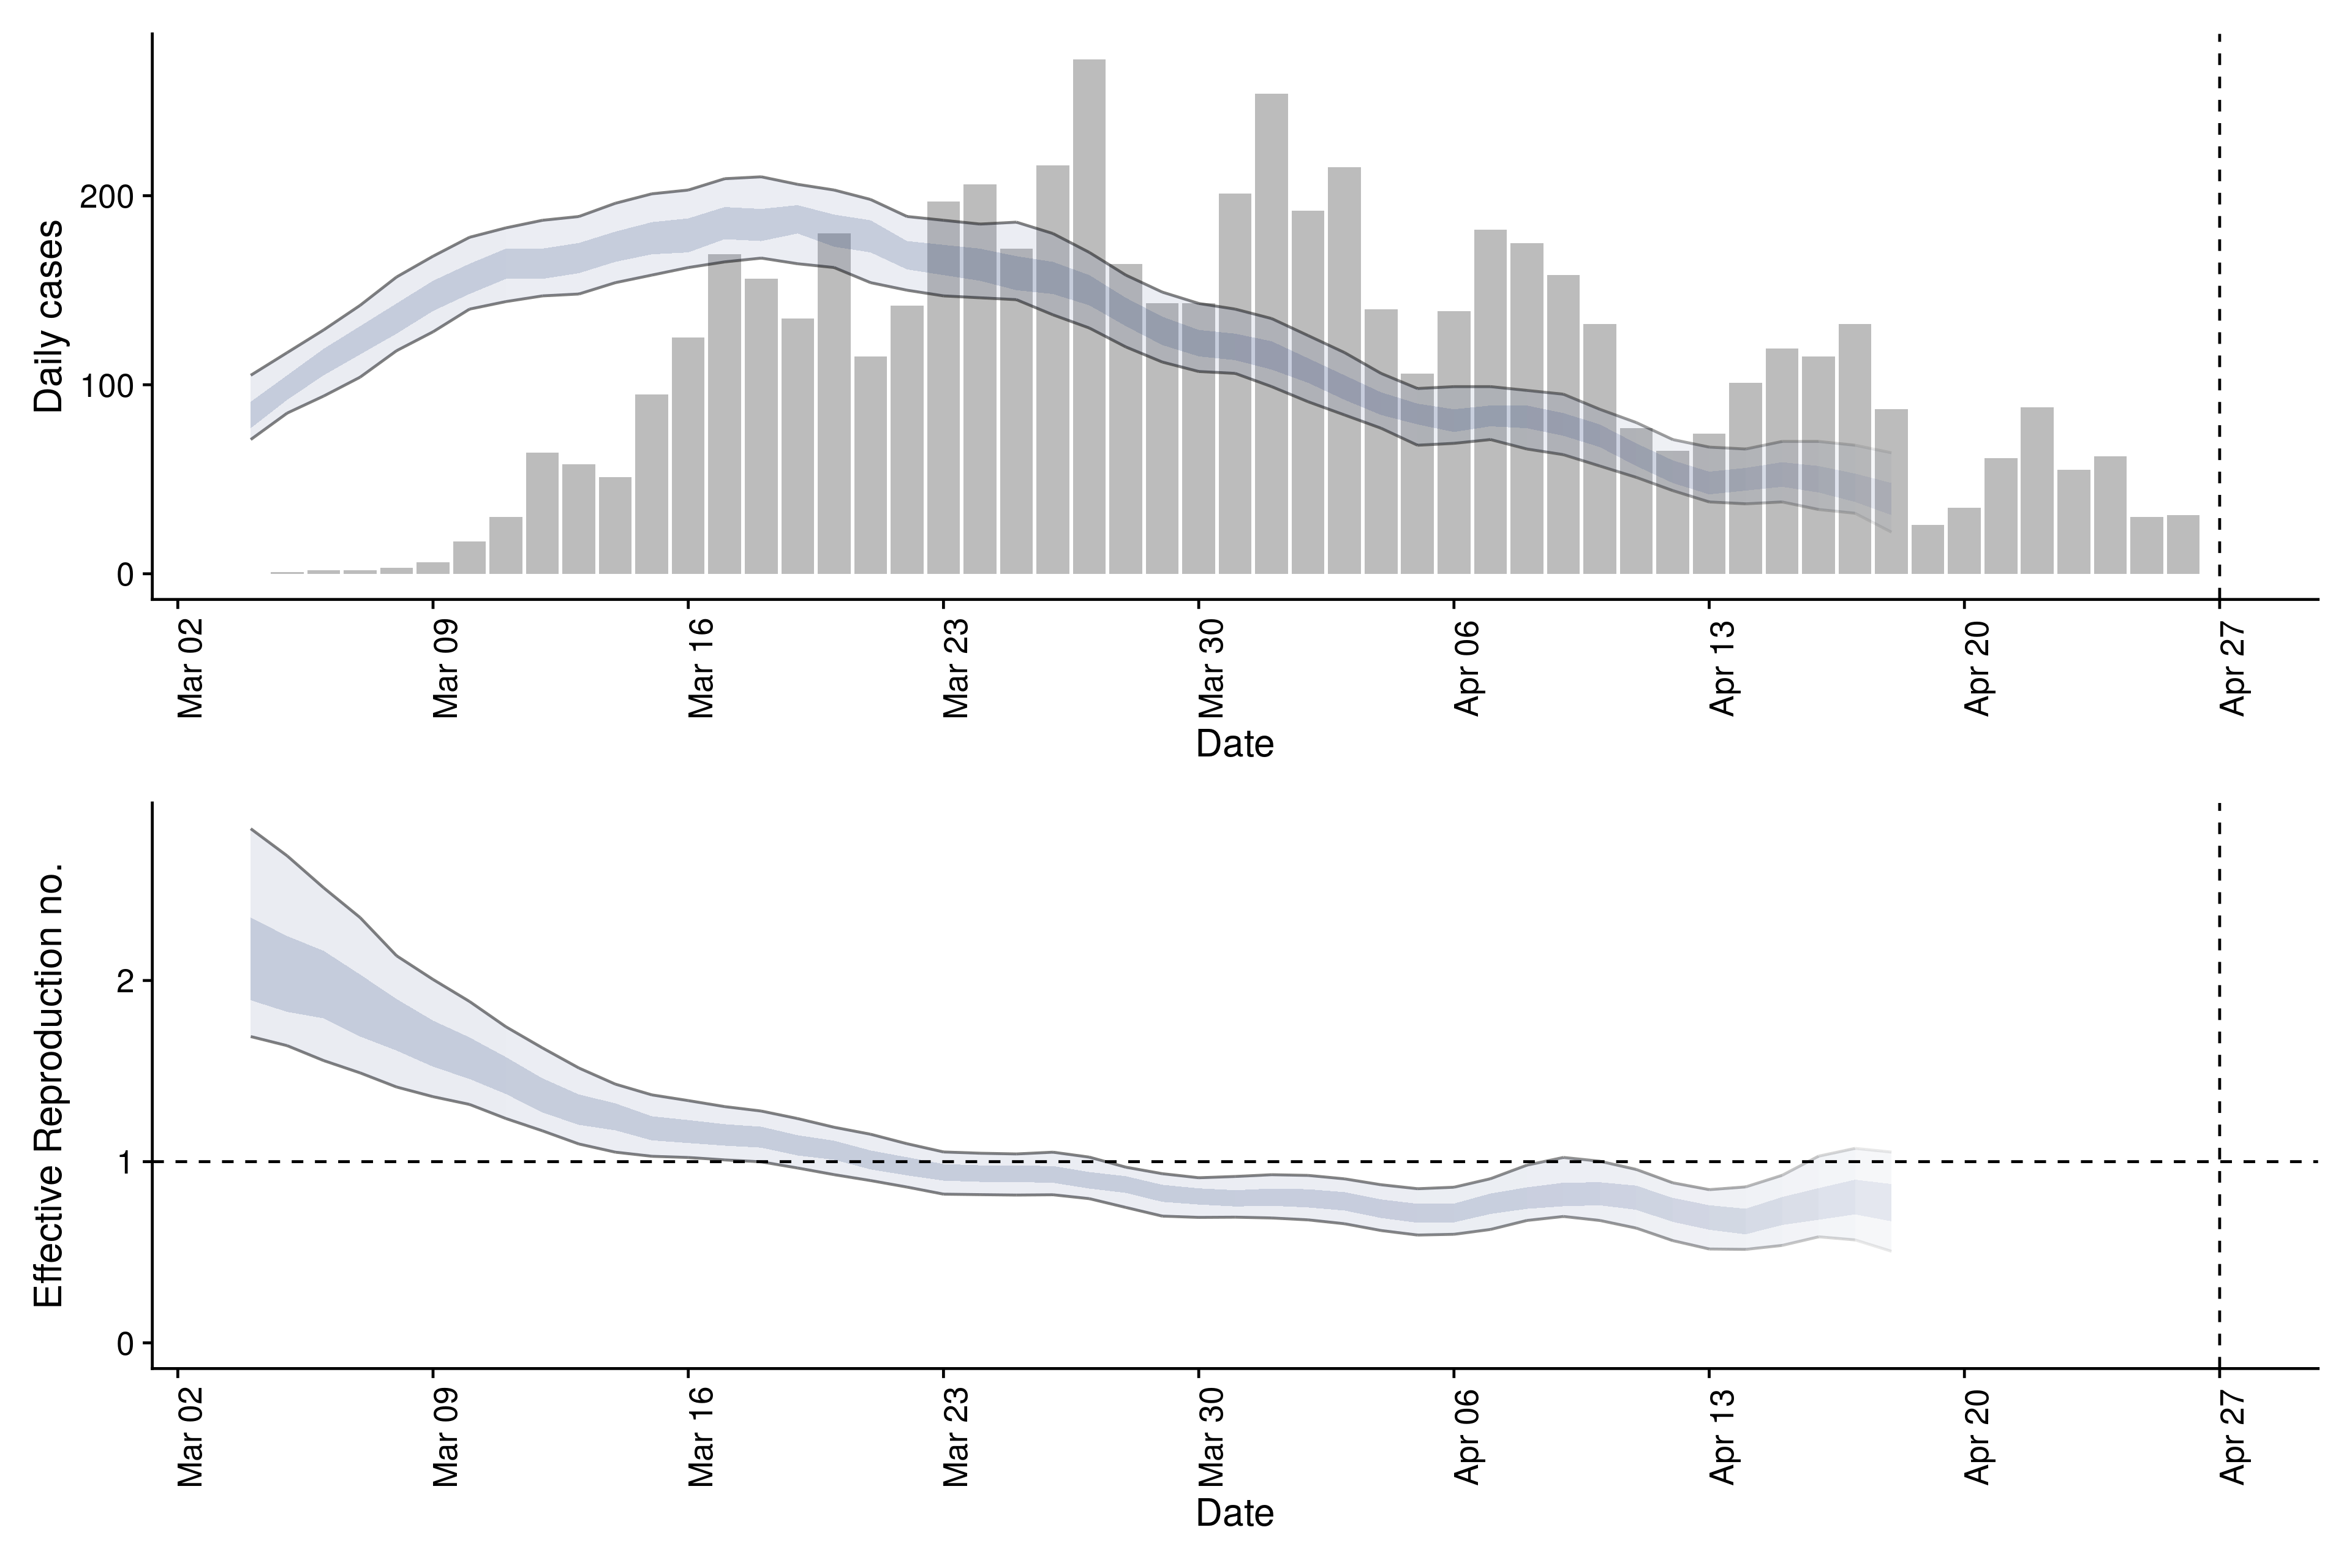 Daily cases
200
100
0
Mar 02
Mar 09
Mar 16
Mar 23
Mar 30
Apr 06
Apr 13
Apr 20
Apr 27
Date
Effective Reproduction no.
2
1
0
Mar 02
Mar 09
Mar 16
Mar 23
Mar 30
Apr 06
Apr 13
Apr 20
Apr 27
Date